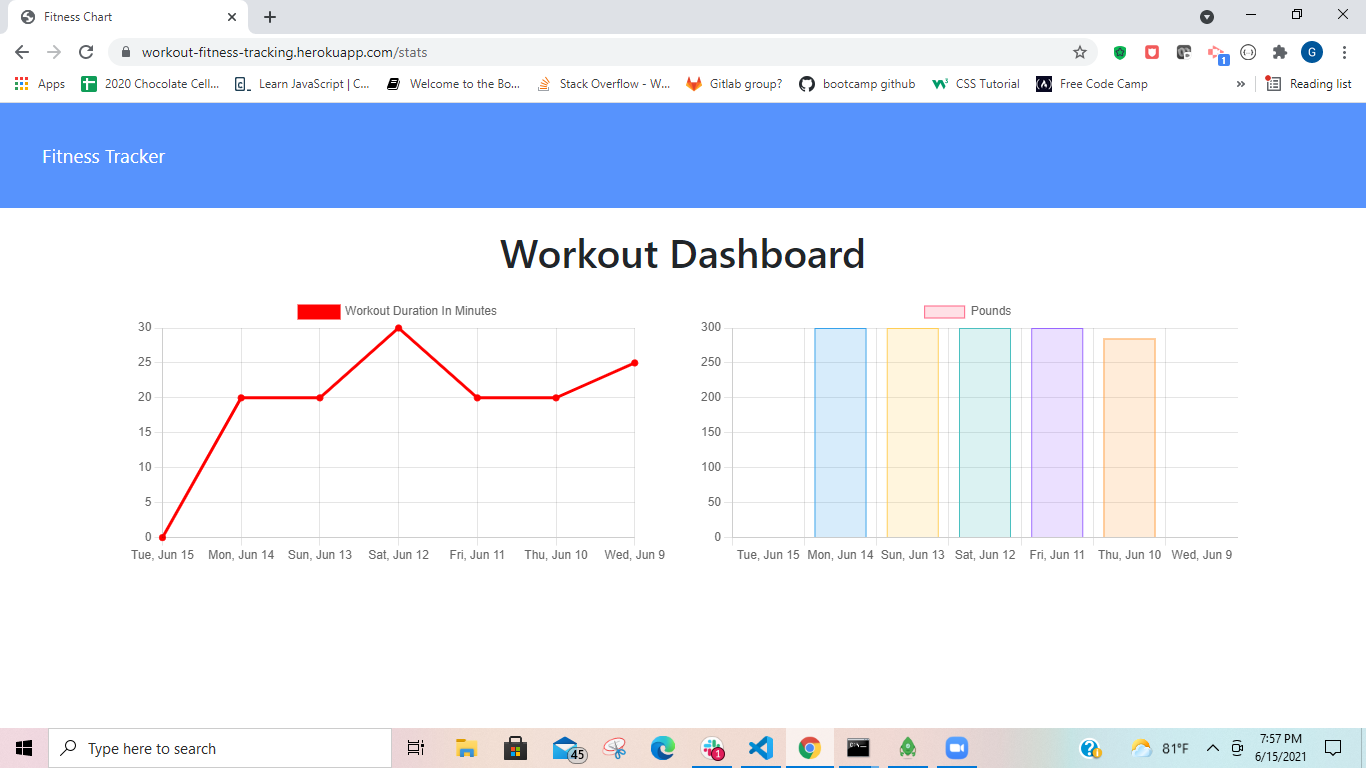 Fitness Chart
workout-fitness-tracking.herokuapp.com/stats
G
1
Apps
2020 Chocolate Cell...
Learn JavaScript | C...
Welcome to the Bo...
Stack Overflow - W...
Gitlab group?
bootcamp github
CSS Tutorial
Free Code Camp
»
Reading list
Fitness Tracker
Workout Dashboard
Workout Duration In Minutes
30
25
20
15
10
5
0
Tue, Jun 15 Mon, Jun 14 Sun, Jun 13 Sat, Jun 12 Fri, Jun 11 Thu, Jun 10 Wed, Jun 9
Pounds
300
250
200
150
100
50
0
Tue, Jun 15 Mon, Jun 14 Sun, Jun 13 Sat, Jun 12 Fri, Jun 11 Thu, Jun 10 Wed, Jun 9
Type here to search
45
1
81°F
7:57 PM
6/15/2021